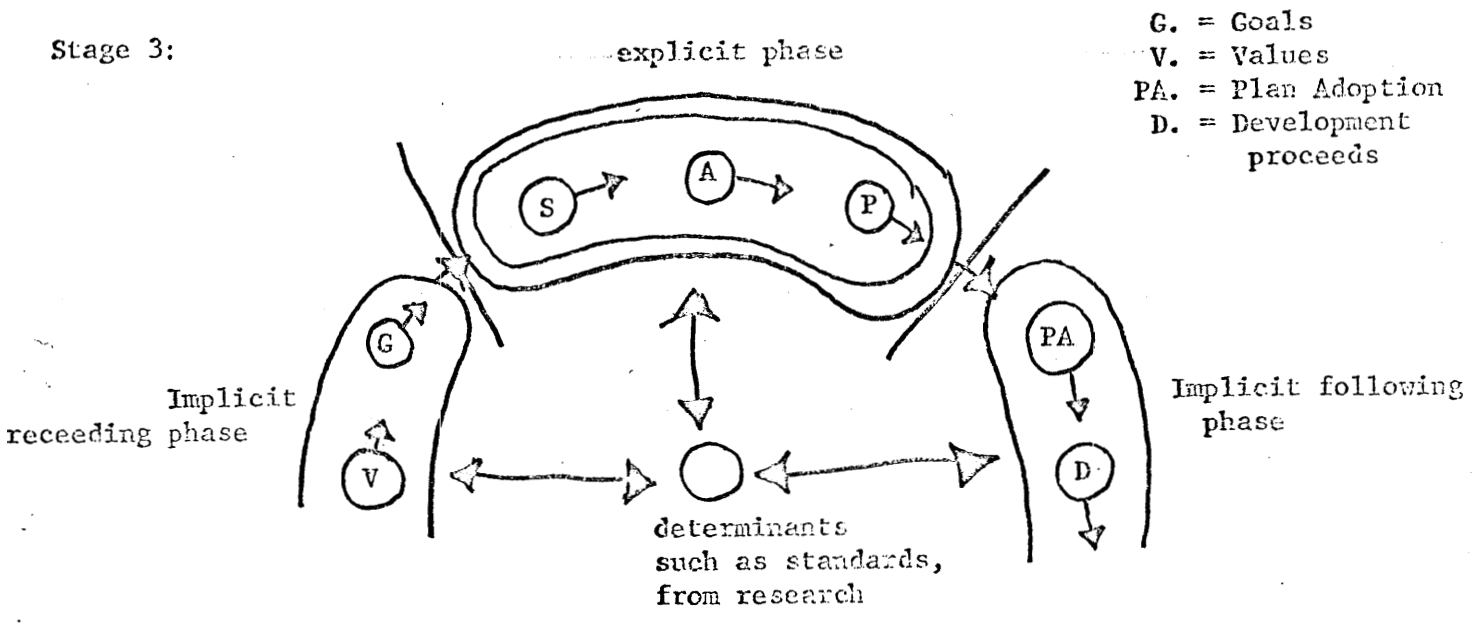 Stage 3:
explicit phase
G. = Goals
V. = Values
PA. = Plan Adoption
D. = Development
proceeds
S
A
P
G
V
PA
D
Implicit
receeding phase
Implicit following
phase
determinants
such as standards,
from research